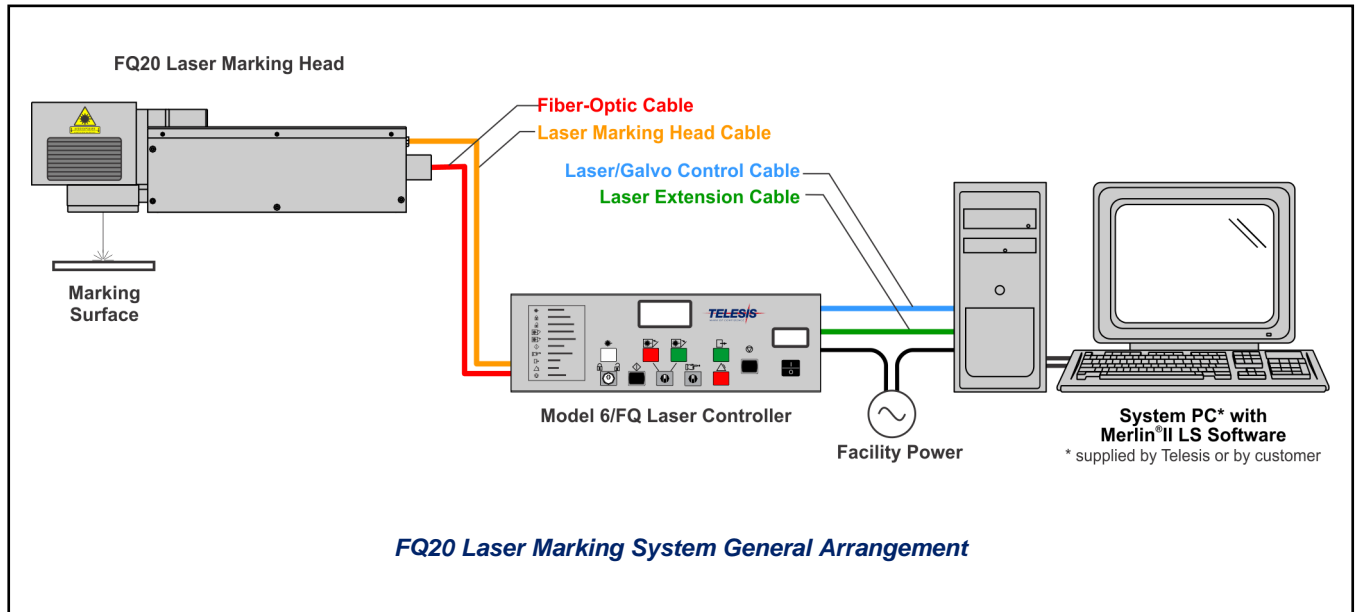 FQ20 Laser Marking Head
Fiber-Optic Cable
Laser Marking Head Cable
Laser/Galvo Control Cable
Laser Extension Cable
Marking
Surface
TELESIS
Model 6/FQ Laser Controller
Facility Power
System PC* with
Merlin®II LS Software
* supplied by Telesis or by customer
FQ20 Laser Marking System General Arrangement